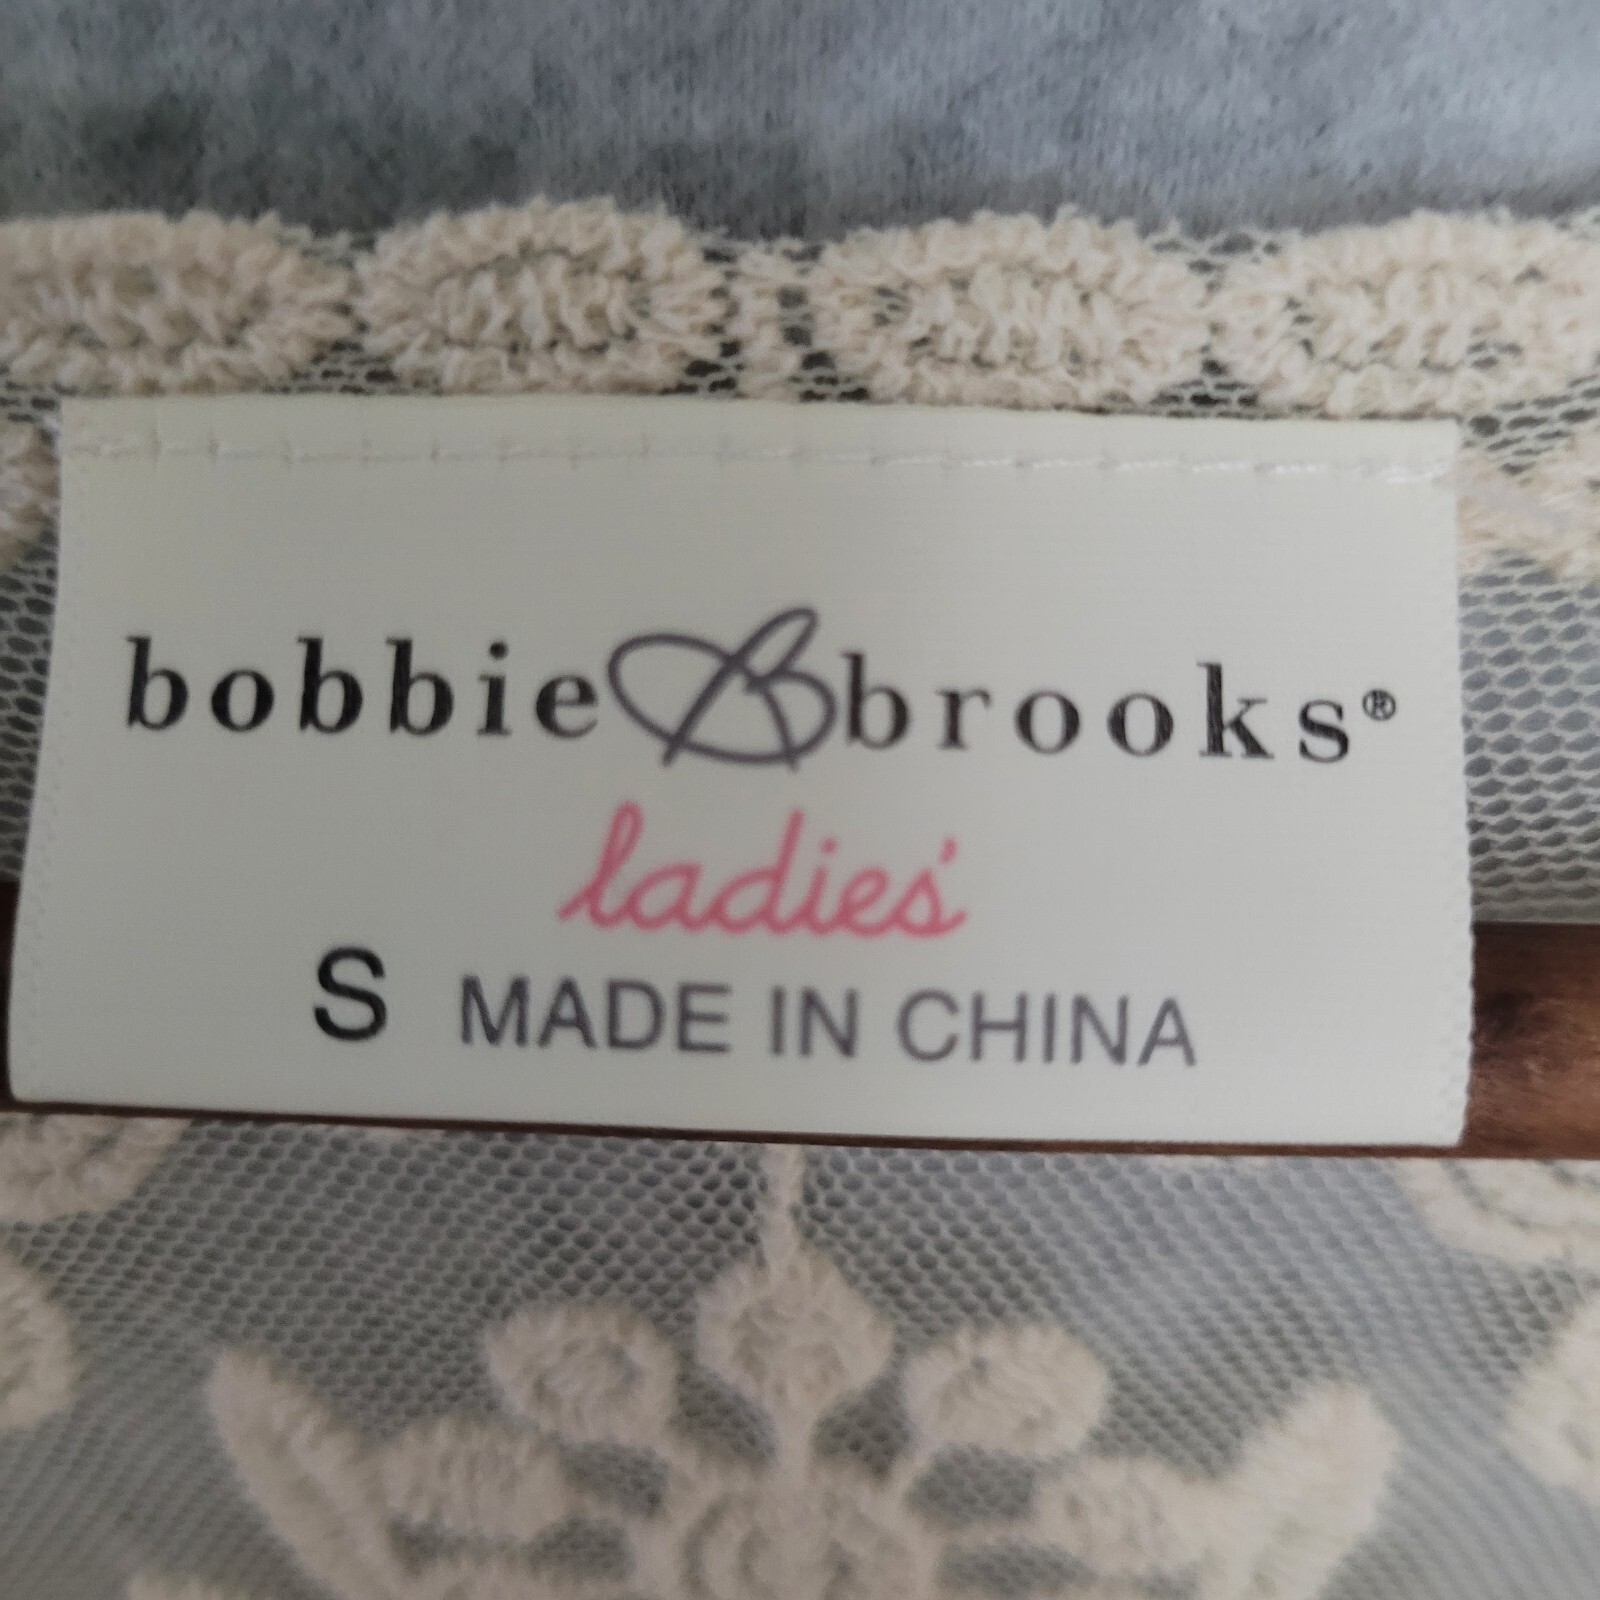 bobbie B brooks®
ladies'
S MADE IN CHINA